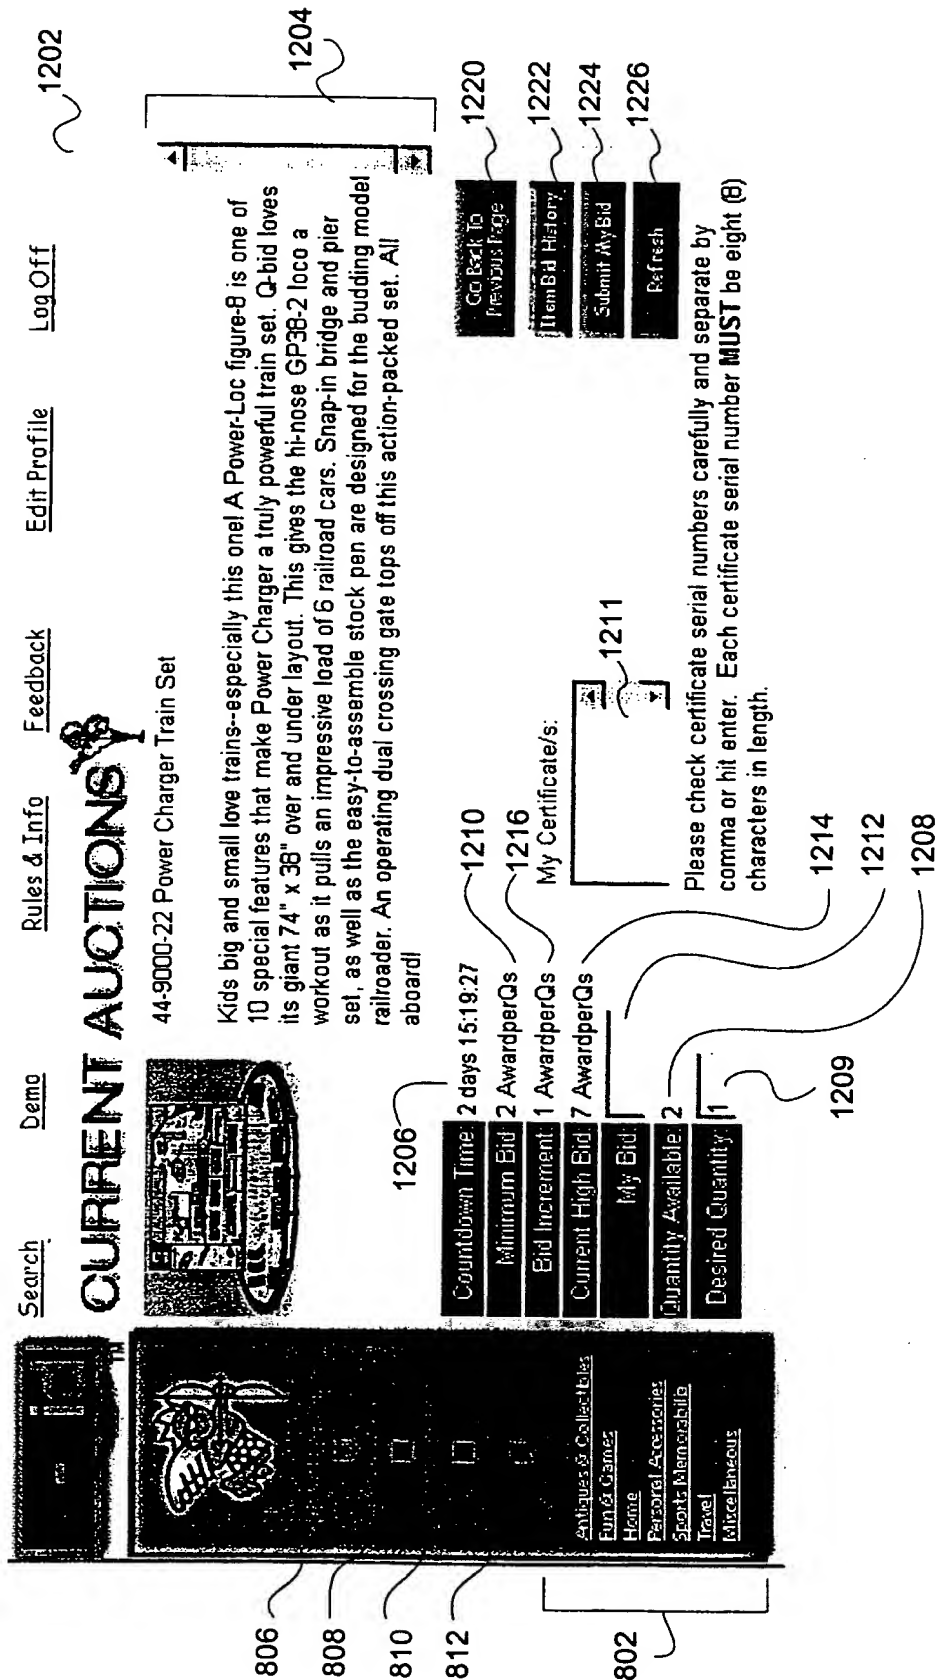 1202
Search Demo Rules & Info Feedback Edit Profile Log Off
CURRENT AUCTIONS
TM
44-9000-22 Power Charger Train Set
1204
Kids big and small love trains--especially this one! A Power-Loc figure-8 is one of
10 special features that make Power Charger a truly powerful train set. Q-bid loves
its giant 74" x 38" over and under layout. This gives the hi-nose GP38-2 loco a
workout as it pulls an impressive load of 6 railroad cars. Snap-in bridge and pier
set, as well as the easy-to-assemble stock pen are designed for the budding model
railroader. An operating dual crossing gate tops off this action-packed set. All
aboard!
806
808
810
812
802
Antiques & Collectibles
Fun & Games
Home
Personal Accessories
Sports Memorabilia
Travel
Miscellaneous
1206
Countdown Time: 2 days 15:19:27
Minimum Bid: 2 AwardperQs
Bid Increment: 1 AwardperQs
Current High Bid: 7 AwardperQs
My Bid:
Quantity Available: 2
Desired Quantity: 1
1209
1210
1216
My Certificate/s:
1211
Go Back To
Previous Page
1220
Item Bid History
1222
Submit My Bid
1224
Refresh
1226
Please check certificate serial numbers carefully and separate by
comma or hit enter. Each certificate serial number MUST be eight (8)
characters in length.
1214
1212
1208